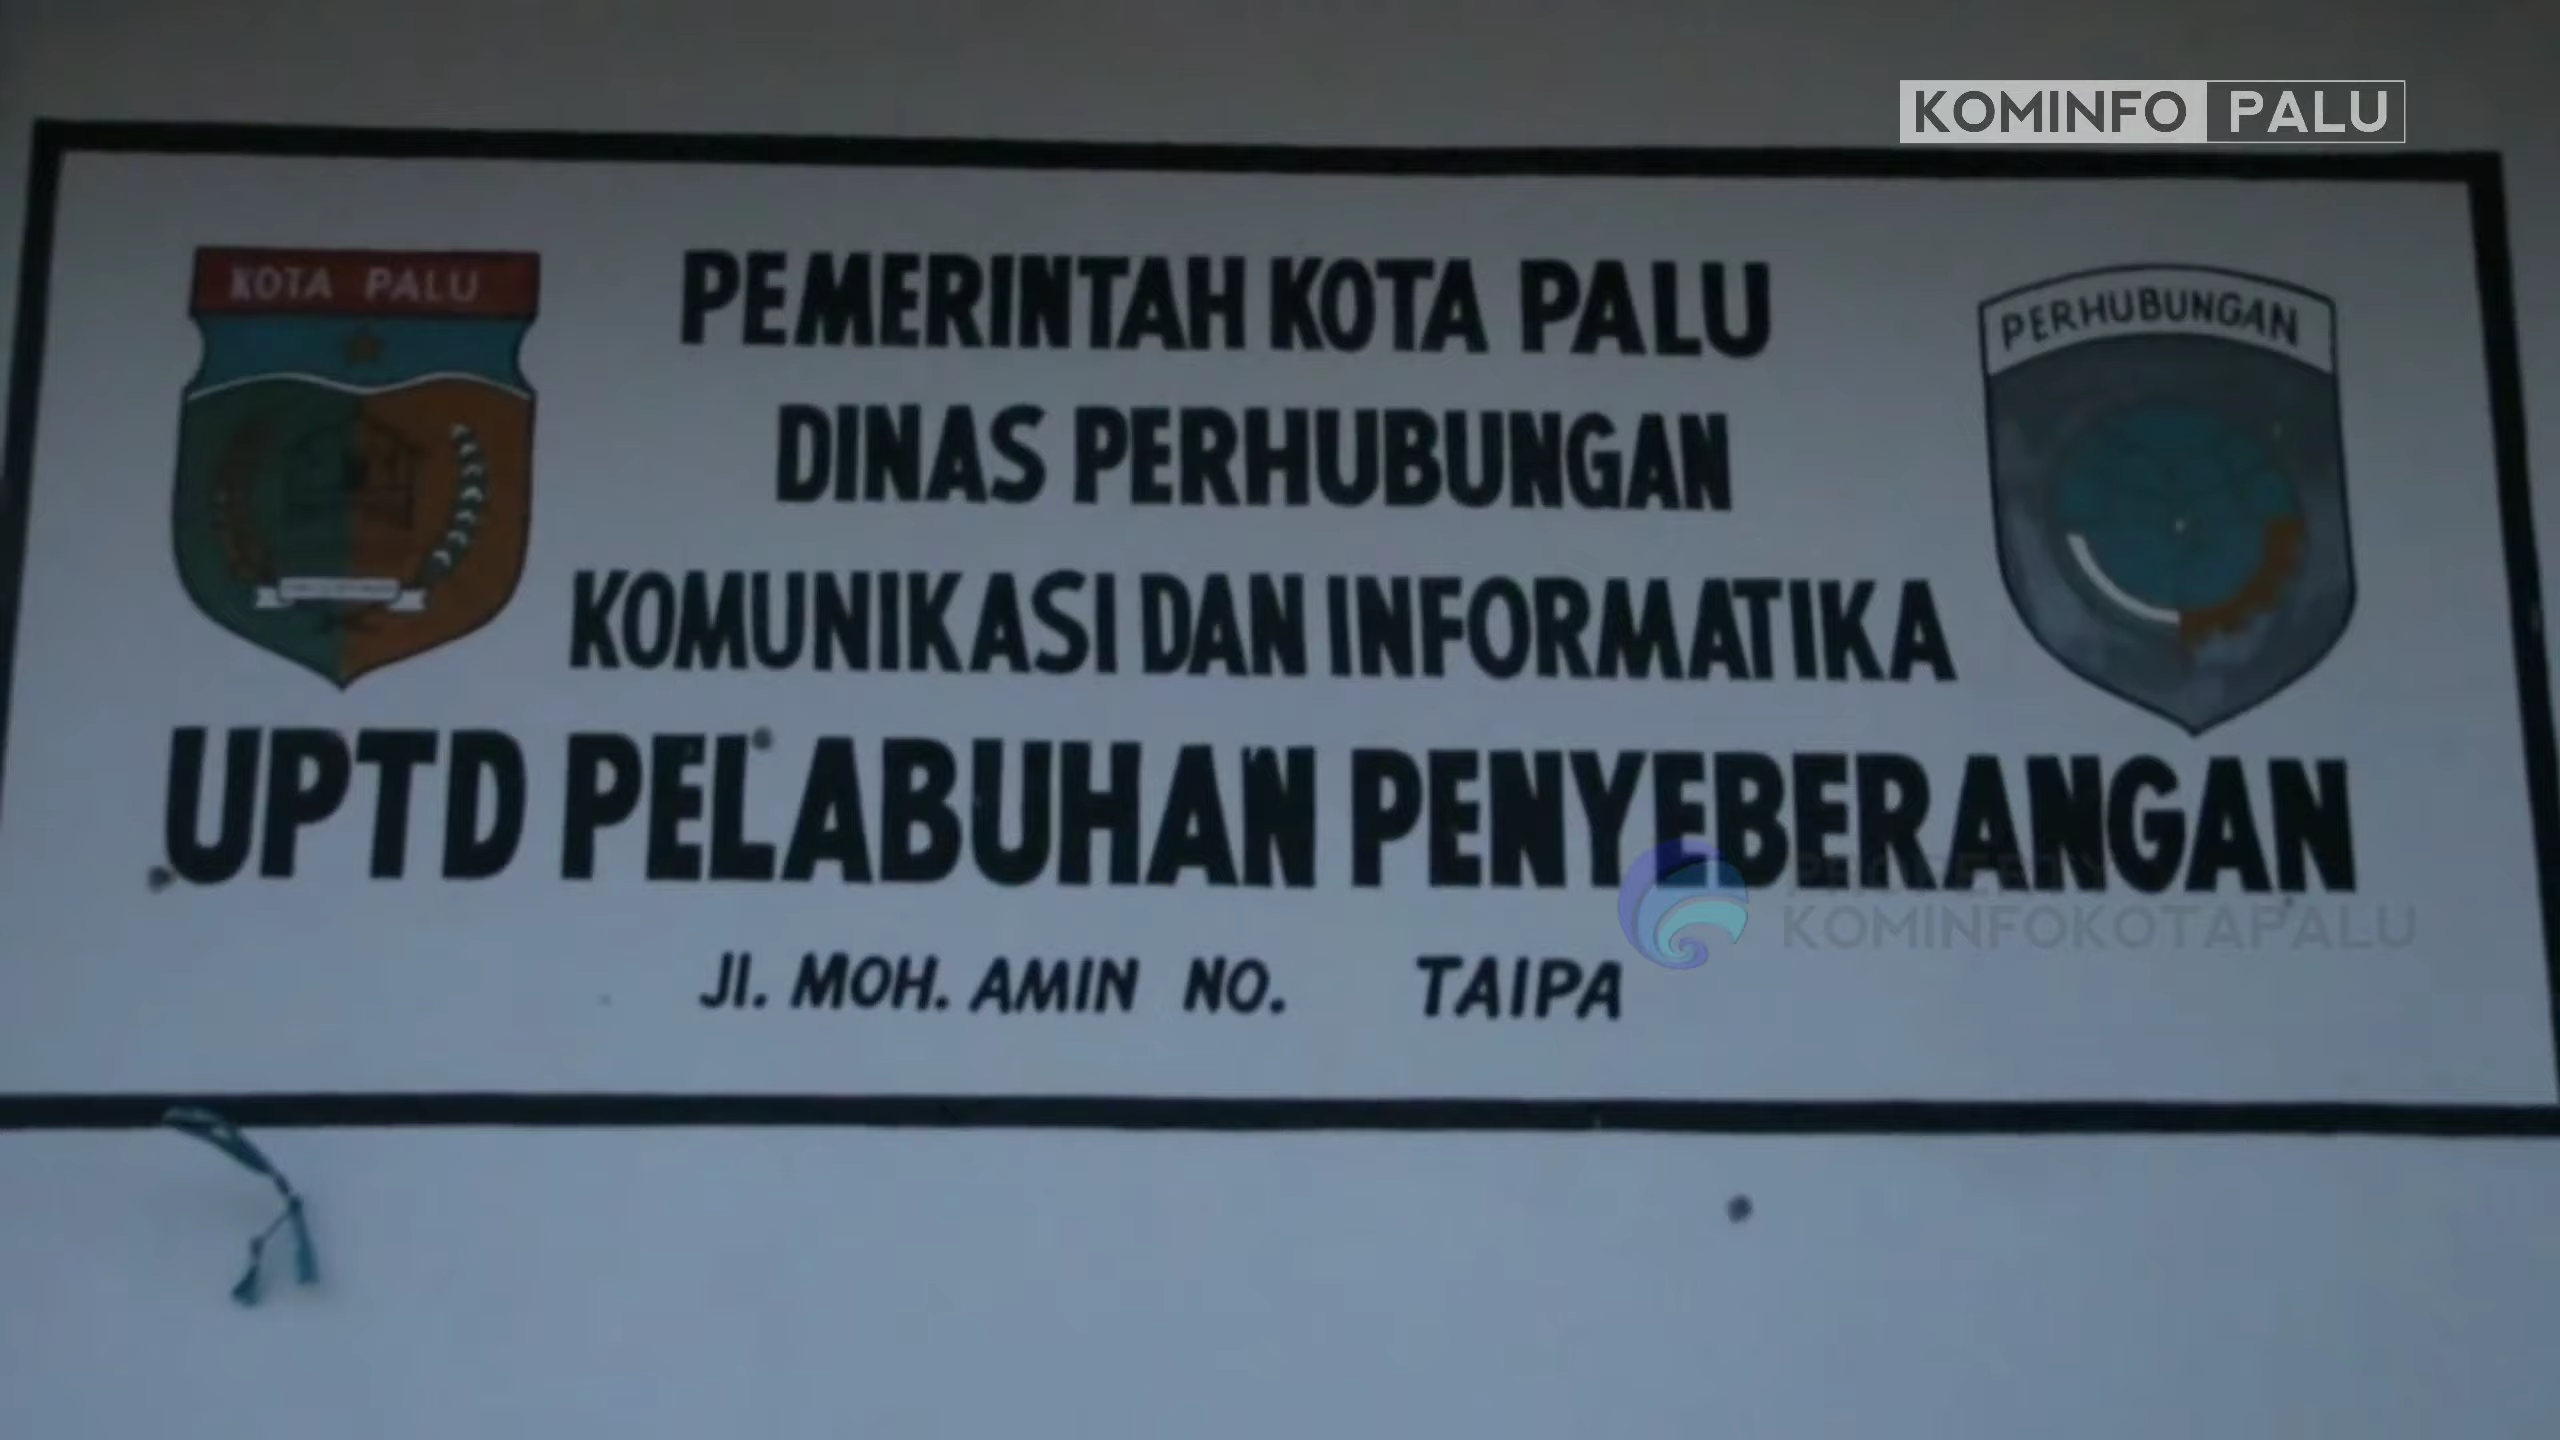 KOMINFO PALU
KOTA PALU
PERHUBUNGAN
PEMERINTAH KOTA PALU
DINAS PERHUBUNGAN
KOMUNIKASI DAN INFORMATIKA
UPTD PELABUHAN PENYEBERANGAN
PROPERTY
KOMINFOKOTAPALU
Jl. MOH. AMIN NO. TAIPA